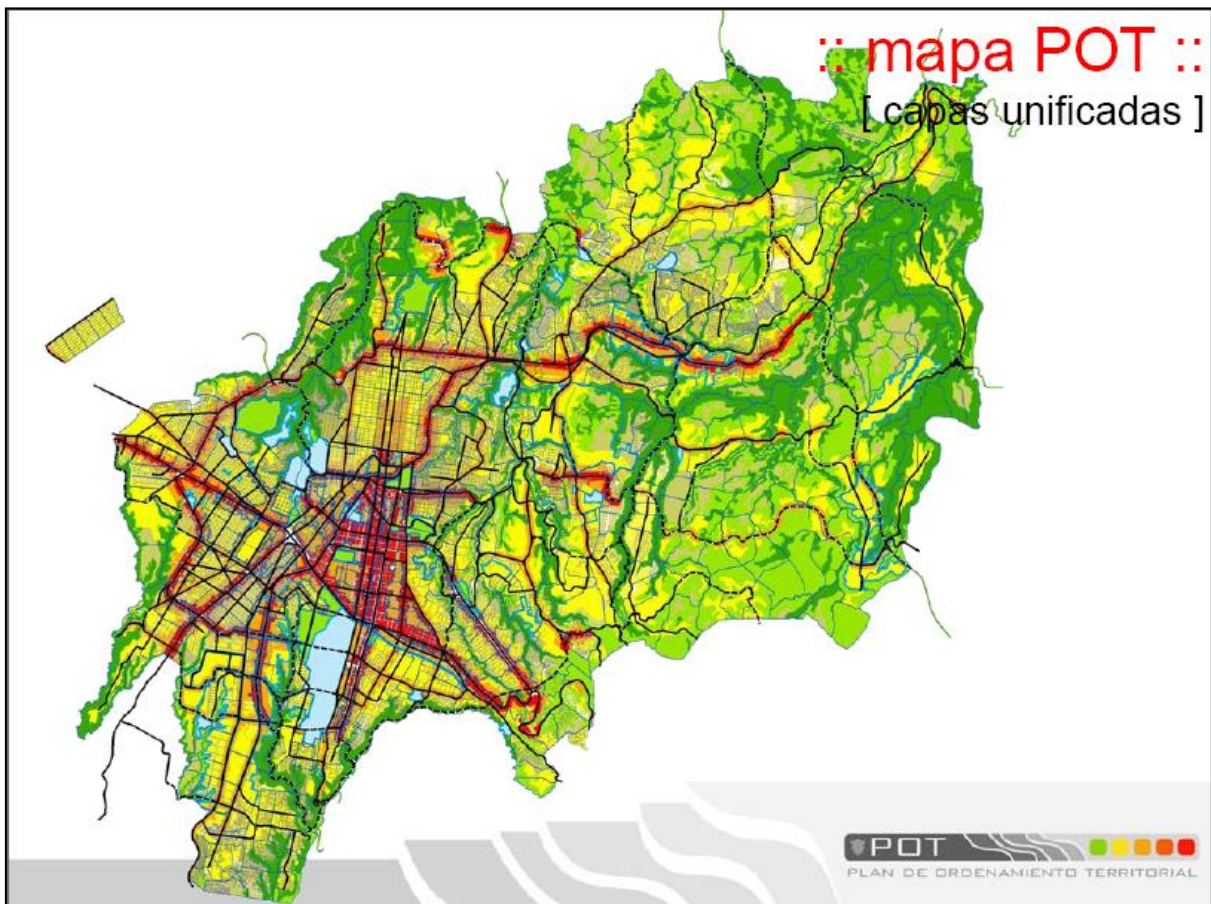 :: mapa POT ::
[ capas unificadas ]
POT
PLAN DE ORDENAMIENTO TERRITORIAL